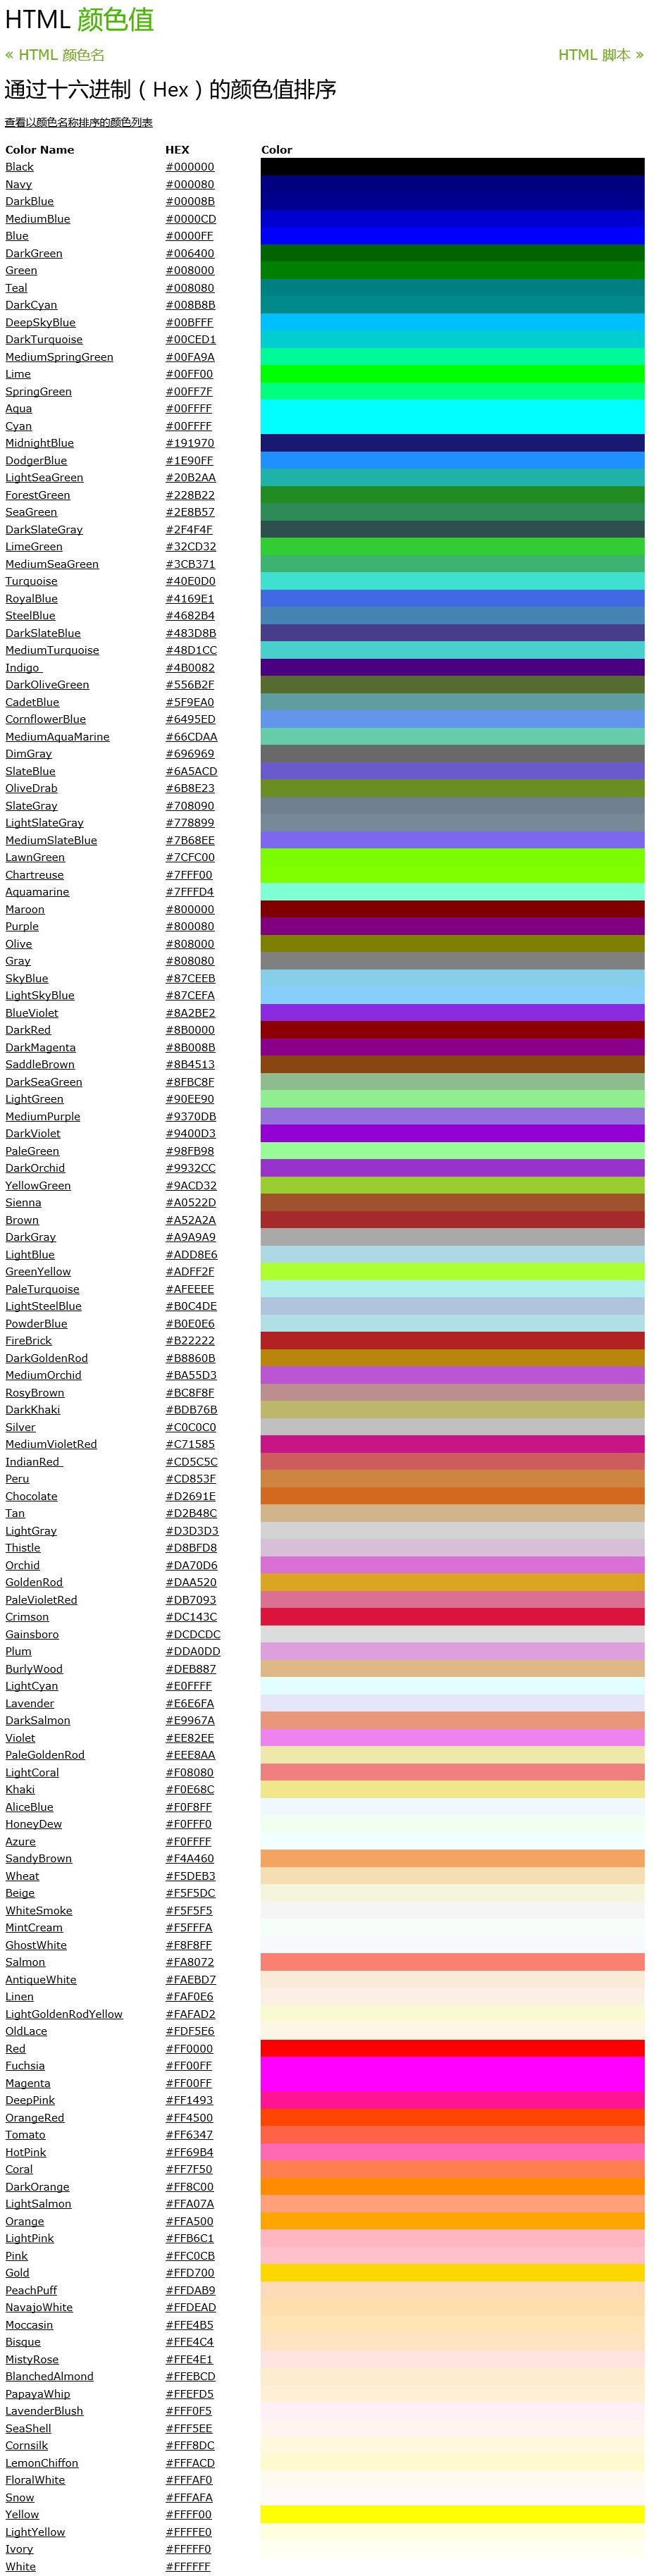 HTML 颜色值
« HTML 颜色名 HTML 脚本 »
通过十六进制（Hex）的颜色值排序
查看以颜色名称排序的颜色列表
Color Name HEX Color
Black #000000
Navy #000080
DarkBlue #00008B
MediumBlue #0000CD
Blue #0000FF
DarkGreen #006400
Green #008000
Teal #008080
DarkCyan #008B8B
DeepSkyBlue #00BFFF
DarkTurquoise #00CED1
MediumSpringGreen #00FA9A
Lime #00FF00
SpringGreen #00FF7F
Aqua #00FFFF
Cyan #00FFFF
MidnightBlue #191970
DodgerBlue #1E90FF
LightSeaGreen #20B2AA
ForestGreen #228B22
SeaGreen #2E8B57
DarkSlateGray #2F4F4F
LimeGreen #32CD32
MediumSeaGreen #3CB371
Turquoise #40E0D0
RoyalBlue #4169E1
SteelBlue #4682B4
DarkSlateBlue #483D8B
MediumTurquoise #48D1CC
Indigo #4B0082
DarkOliveGreen #556B2F
CadetBlue #5F9EA0
CornflowerBlue #6495ED
MediumAquaMarine #66CDAA
DimGray #696969
SlateBlue #6A5ACD
OliveDrab #6B8E23
SlateGray #708090
LightSlateGray #778899
MediumSlateBlue #7B68EE
LawnGreen #7CFC00
Chartreuse #7FFF00
Aquamarine #7FFFD4
Maroon #800000
Purple #800080
Olive #808000
Gray #808080
SkyBlue #87CEEB
LightSkyBlue #87CEFA
BlueViolet #8A2BE2
DarkRed #8B0000
DarkMagenta #8B008B
SaddleBrown #8B4513
DarkSeaGreen #8FBC8F
LightGreen #90EE90
MediumPurple #9370DB
DarkViolet #9400D3
PaleGreen #98FB98
DarkOrchid #9932CC
YellowGreen #9ACD32
Sienna #A0522D
Brown #A52A2A
DarkGray #A9A9A9
LightBlue #ADD8E6
GreenYellow #ADFF2F
PaleTurquoise #AFEEEE
LightSteelBlue #B0C4DE
PowderBlue #B0E0E6
FireBrick #B22222
DarkGoldenRod #B8860B
MediumOrchid #BA55D3
RosyBrown #BC8F8F
DarkKhaki #BDB76B
Silver #C0C0C0
MediumVioletRed #C71585
IndianRed #CD5C5C
Peru #CD853F
Chocolate #D2691E
Tan #D2B48C
LightGray #D3D3D3
Thistle #D8BFD8
Orchid #DA70D6
GoldenRod #DAA520
PaleVioletRed #DB7093
Crimson #DC143C
Gainsboro #DCDCDC
Plum #DDA0DD
BurlyWood #DEB887
LightCyan #E0FFFF
Lavender #E6E6FA
DarkSalmon #E9967A
Violet #EE82EE
PaleGoldenRod #EEE8AA
LightCoral #F08080
Khaki #F0E68C
AliceBlue #F0F8FF
HoneyDew #F0FFF0
Azure #F0FFFF
SandyBrown #F4A460
Wheat #F5DEB3
Beige #F5F5DC
WhiteSmoke #F5F5F5
MintCream #F5FFFA
GhostWhite #F8F8FF
Salmon #FA8072
AntiqueWhite #FAEBD7
Linen #FAF0E6
LightGoldenRodYellow #FAFAD2
OldLace #FDF5E6
Red #FF0000
Fuchsia #FF00FF
Magenta #FF00FF
DeepPink #FF1493
OrangeRed #FF4500
Tomato #FF6347
HotPink #FF69B4
Coral #FF7F50
DarkOrange #FF8C00
LightSalmon #FFA07A
Orange #FFA500
LightPink #FFB6C1
Pink #FFC0CB
Gold #FFD700
PeachPuff #FFDAB9
NavajoWhite #FFDEAD
Moccasin #FFE4B5
Bisque #FFE4C4
MistyRose #FFE4E1
BlanchedAlmond #FFEBCD
PapayaWhip #FFEFD5
LavenderBlush #FFF0F5
SeaShell #FFF5EE
Cornsilk #FFF8DC
LemonChiffon #FFFACD
FloralWhite #FFFAF0
Snow #FFFAFA
Yellow #FFFF00
LightYellow #FFFFE0
Ivory #FFFFF0
White #FFFFFF